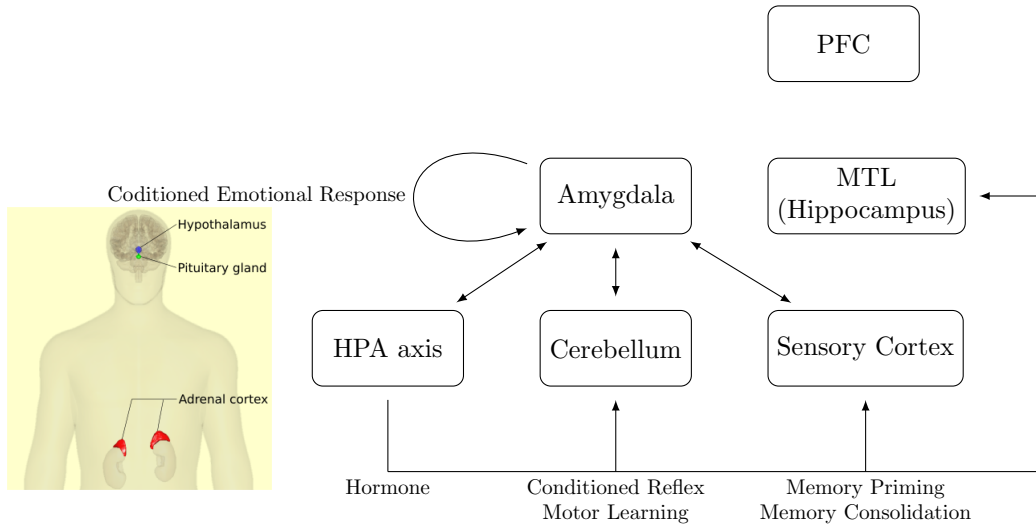 PFC
Coditioned Emotional Response
Amygdala
MTL
(Hippocampus)
Hypothalamus
Pituitary gland
HPA axis
Cerebellum
Sensory Cortex
Adrenal cortex
Hormone
Conditioned Reflex
Motor Learning
Memory Priming
Memory Consolidation